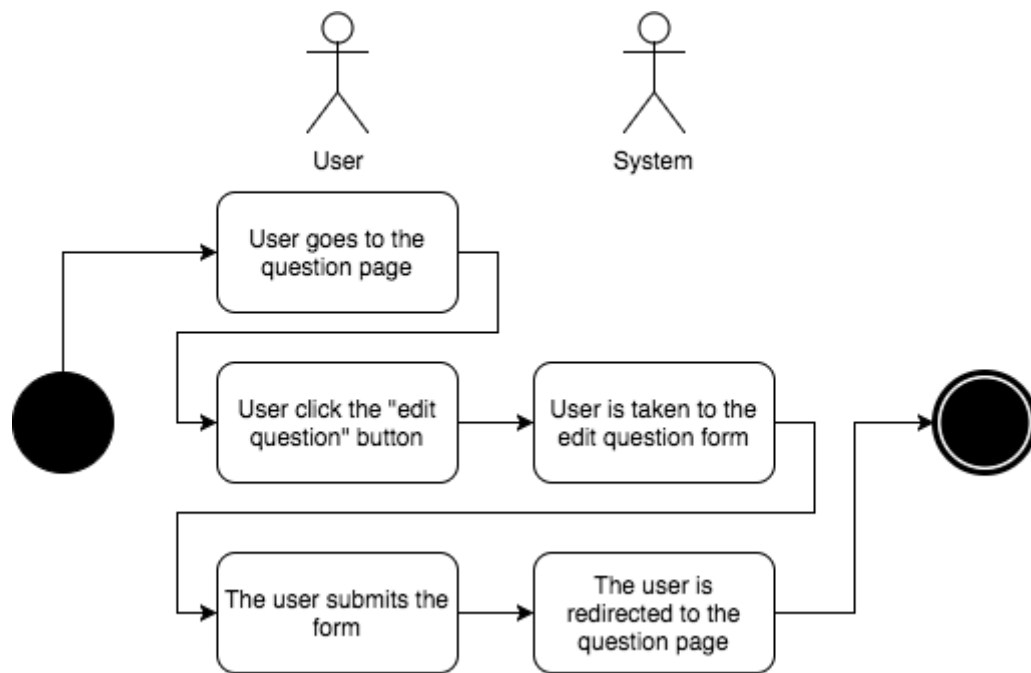 User
System
User goes to the
question page
User click the "edit
question" button
User is taken to the
edit question form
The user submits the
form
The user is
redirected to the
question page